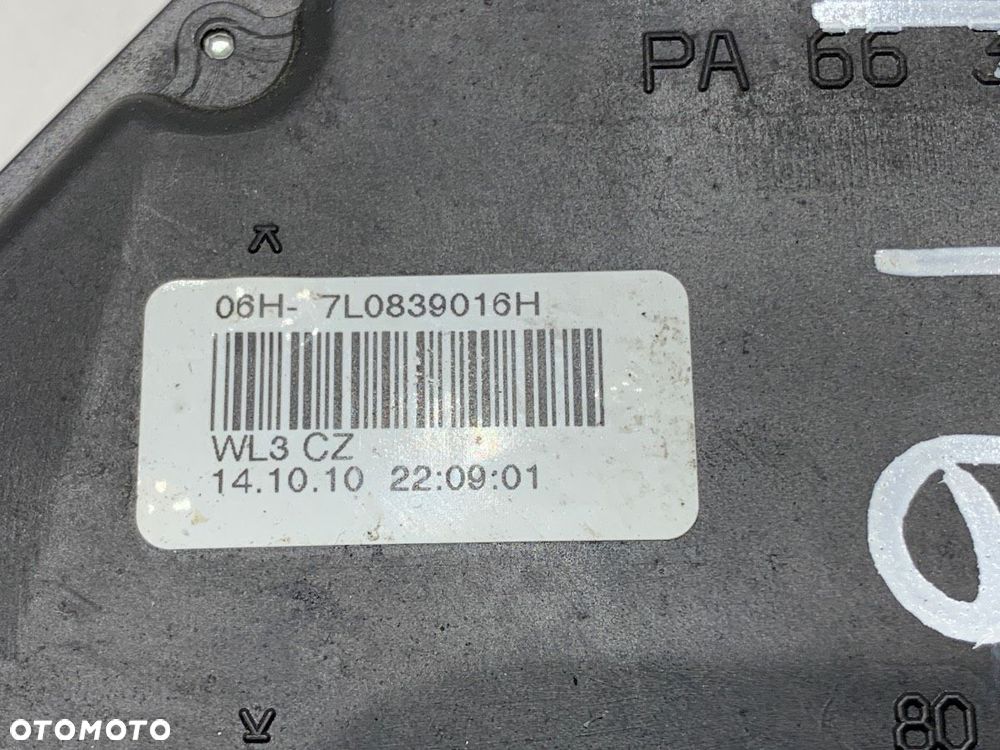 PA 66
06H- 7L0839016H
WL3 CZ
14.10.10 22:09:01
80
OTOMOTO